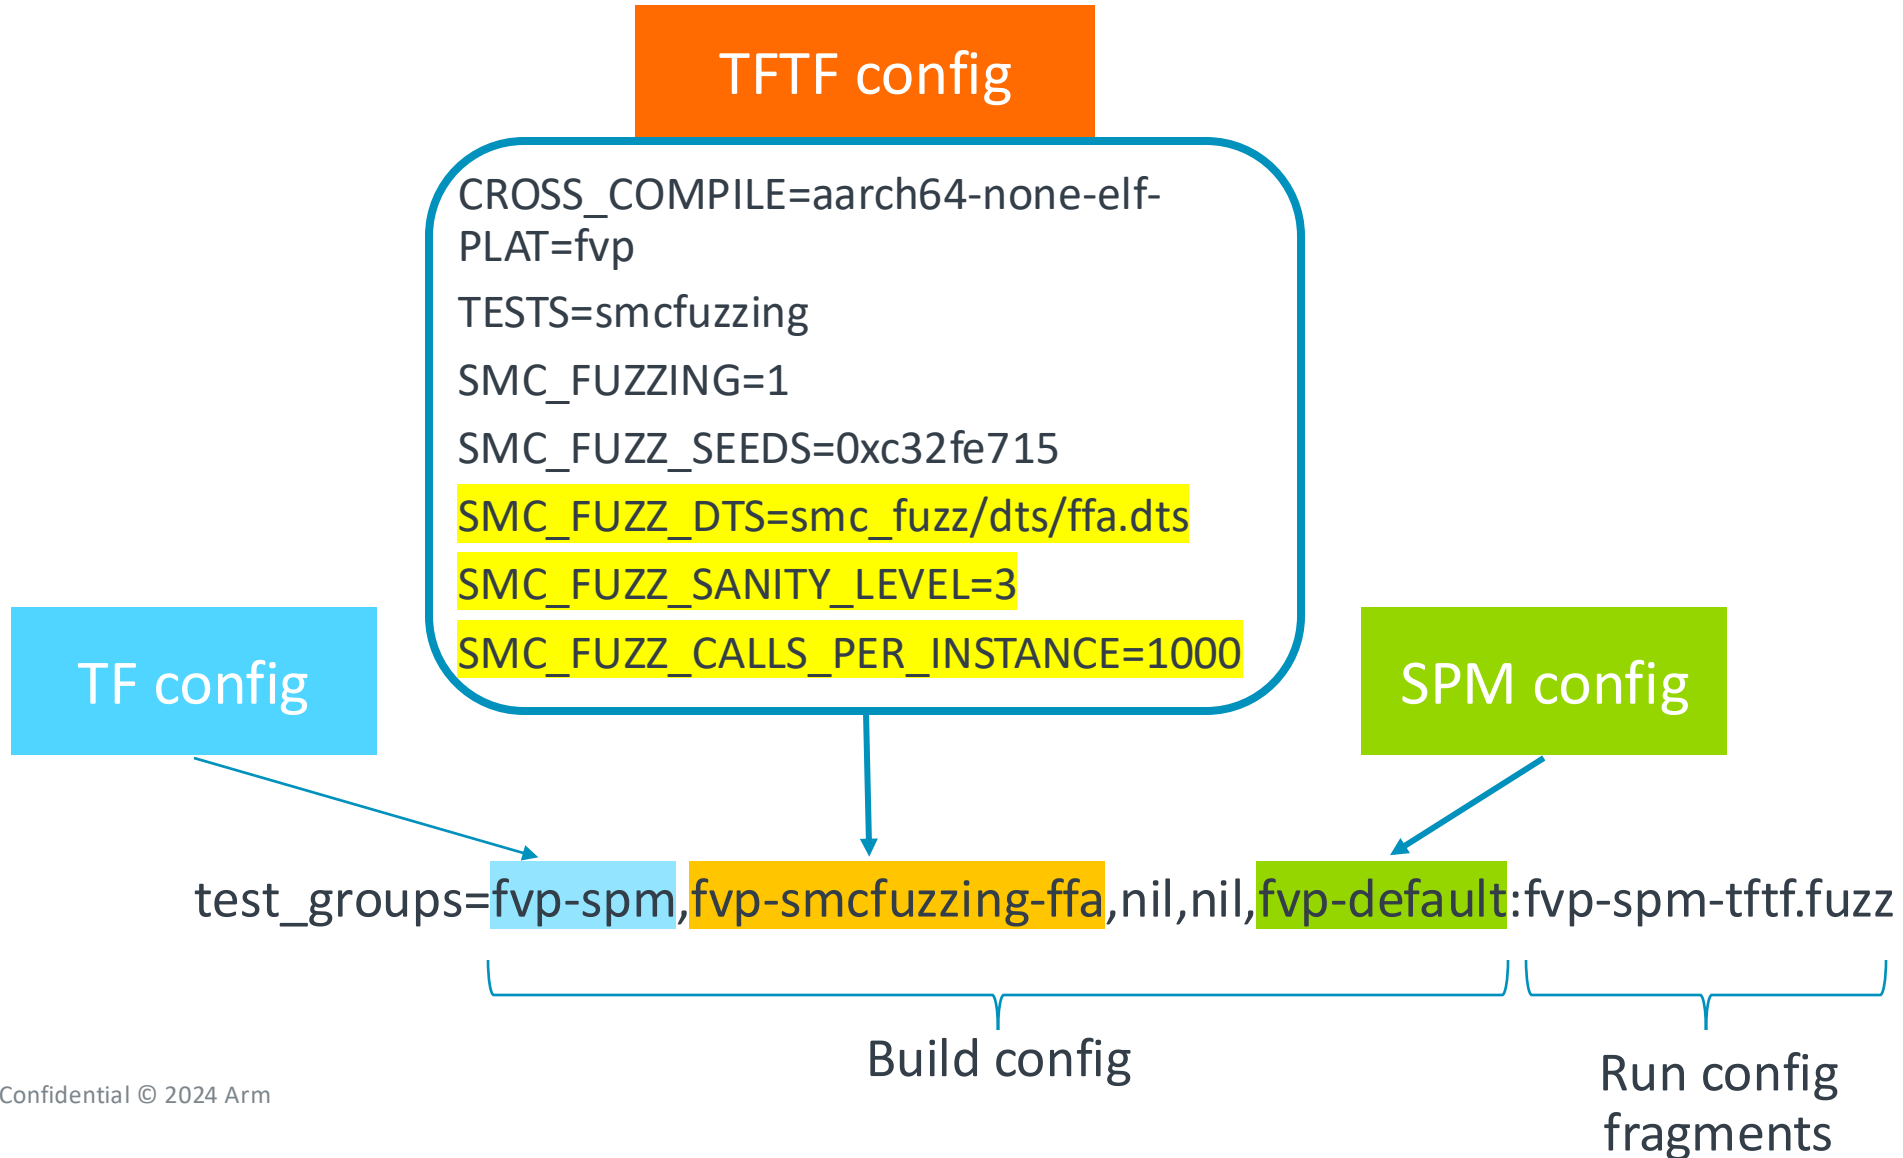 TFTF config
CROSS_COMPILE=aarch64-none-elf-
PLAT=fvp
TESTS=smcfuzzing
SMC_FUZZING=1
SMC_FUZZ_SEEDS=0xc32fe715
SMC_FUZZ_DTS=smc_fuzz/dts/ffa.dts
SMC_FUZZ_SANITY_LEVEL=3
SMC_FUZZ_CALLS_PER_INSTANCE=1000
TF config
SPM config
test_groups=fvp-spm,fvp-smcfuzzing-ffa,nil,nil,fvp-default:fvp-spm-tftf.fuzz
Build config
Run config
fragments
Confidential © 2024 Arm